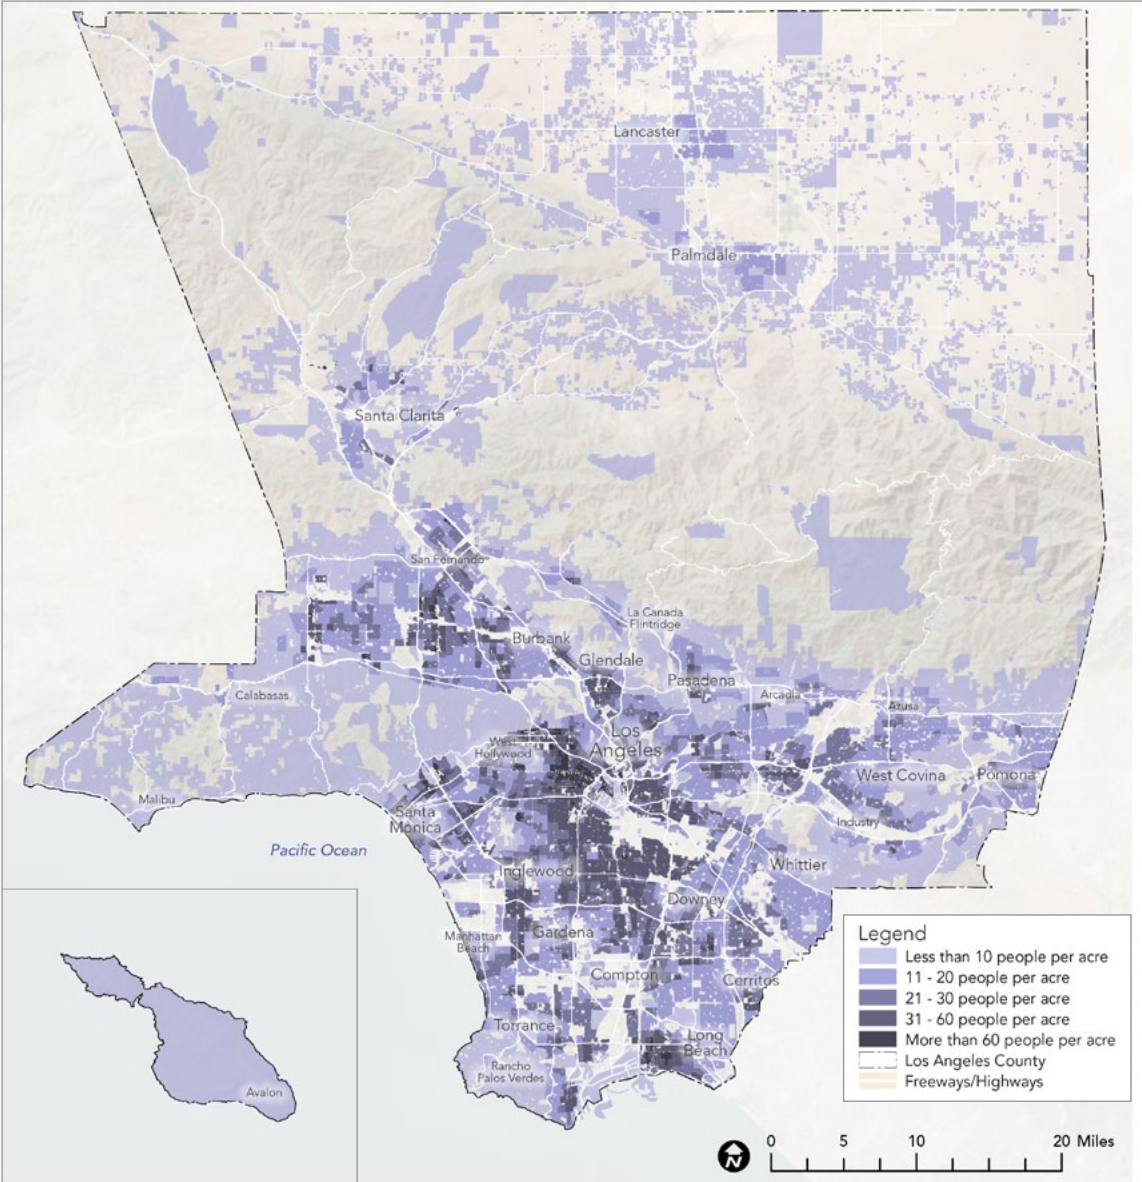 Lancaster
Palmdale
Santa Clarita
San Fernando
La Canada
Flintridge
Burbank
Glendale
Pasadena
Arcadia
Azusa
Calabasas
Los
Angeles
West
Hollywood
West Covina
Pomona
Malibu
Santa
Monica
Industry
Pacific Ocean
Whittier
Inglewood
Downey
Manhattan
Beach
Gardena
Compton
Cerritos
Torrance
Long
Beach
Rancho
Palos Verdes
Avalon
Legend
Less than 10 people per acre
11 - 20 people per acre
21 - 30 people per acre
31 - 60 people per acre
More than 60 people per acre
Los Angeles County
Freeways/Highways
N
0 5 10 20 Miles